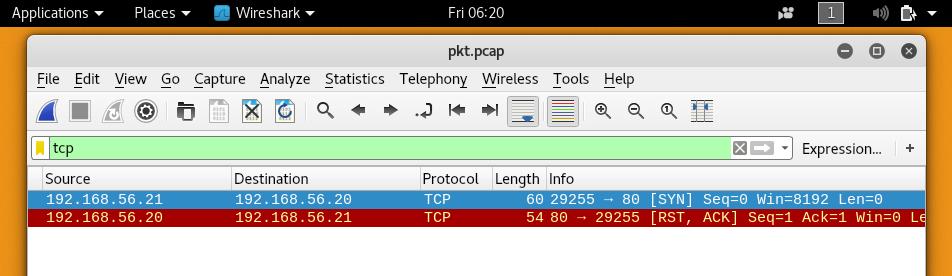 Applications Places Wireshark Fri 06:20 1
pkt.pcap
File Edit View Go Capture Analyze Statistics Telephony Wireless Tools Help
tcp Expression... +
Source Destination Protocol Length Info
192.168.56.21 192.168.56.20 TCP 60 29255 → 80 [SYN] Seq=0 Win=8192 Len=0
192.168.56.20 192.168.56.21 TCP 54 80 → 29255 [RST, ACK] Seq=1 Ack=1 Win=0 Le